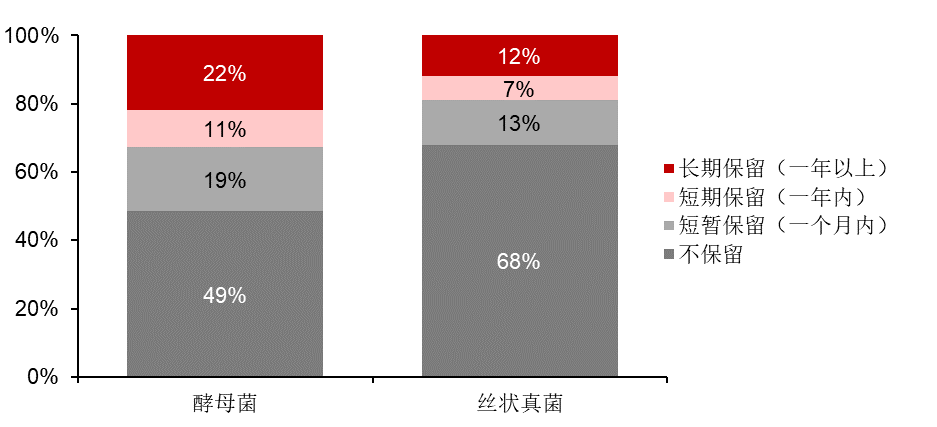 100%
80%
60%
40%
20%
0%
22%
11%
19%
49%
12%
7%
13%
68%
酵母菌
丝状真菌
长期保留（一年以上）
短期保留（一年内）
短暂保留（一个月内）
不保留